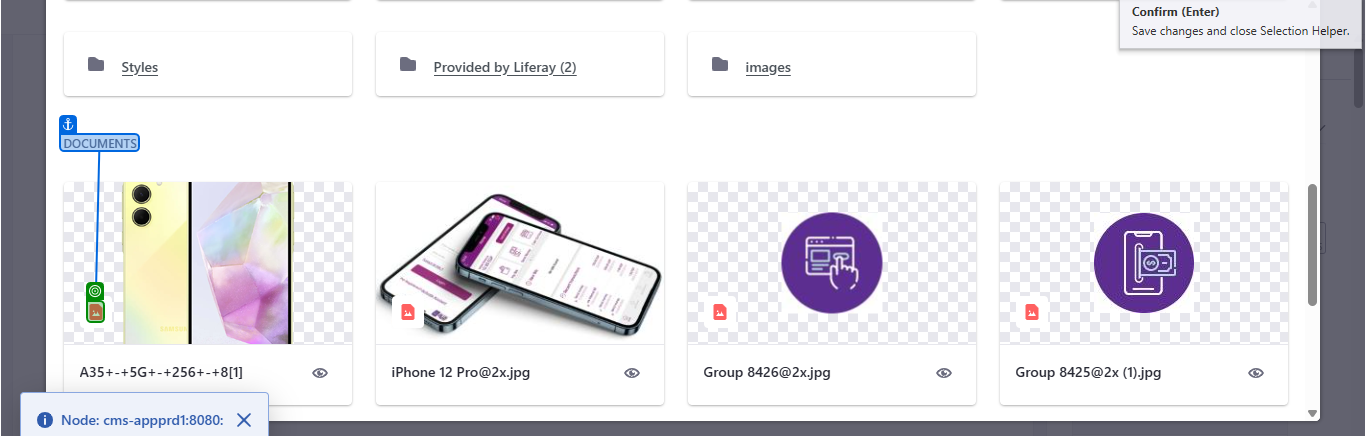 Confirm (Enter)
Save changes and close Selection Helper.
Styles
Provided by Liferay (2)
images
DOCUMENTS
A35+-+5G+-+256+-+8[1]
iPhone 12 Pro@2x.jpg
Group 8426@2x.jpg
Group 8425@2x (1).jpg
Node: cms-appprd1:8080: